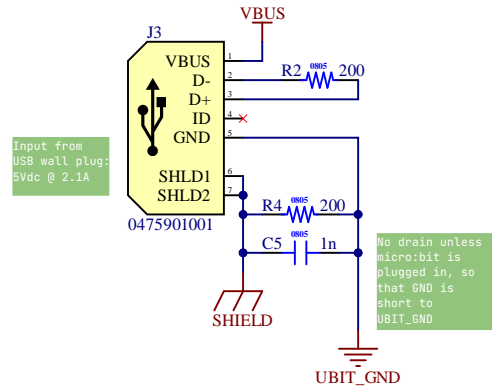 VBUS
J3
VBUS 1
D- 2
R2 0805 200
D+ 3
ID 4
GND 5
Input from
USB wall plug:
5Vdc @ 2.1A
SHLD1 6
SHLD2 7
R4 0805 200
0475901001
C5 0805 1n
No drain unless
micro:bit is
plugged in, so
that GND is
short to
UBIT_GND
SHIELD
UBIT_GND